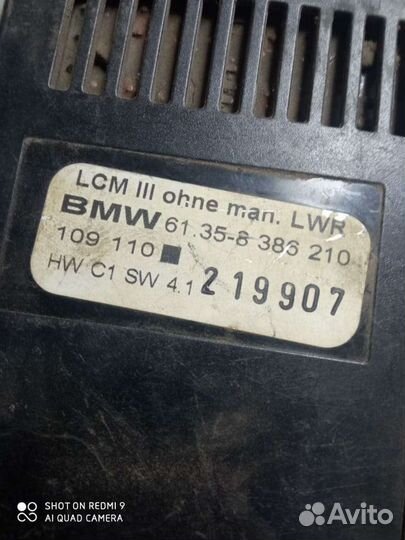 LCM III ohne man. LWR
BMW 61.35-8 386 210
109 110
HW C1 SW 4.1 219907
SHOT ON REDMI 9
AI QUAD CAMERA
Avito